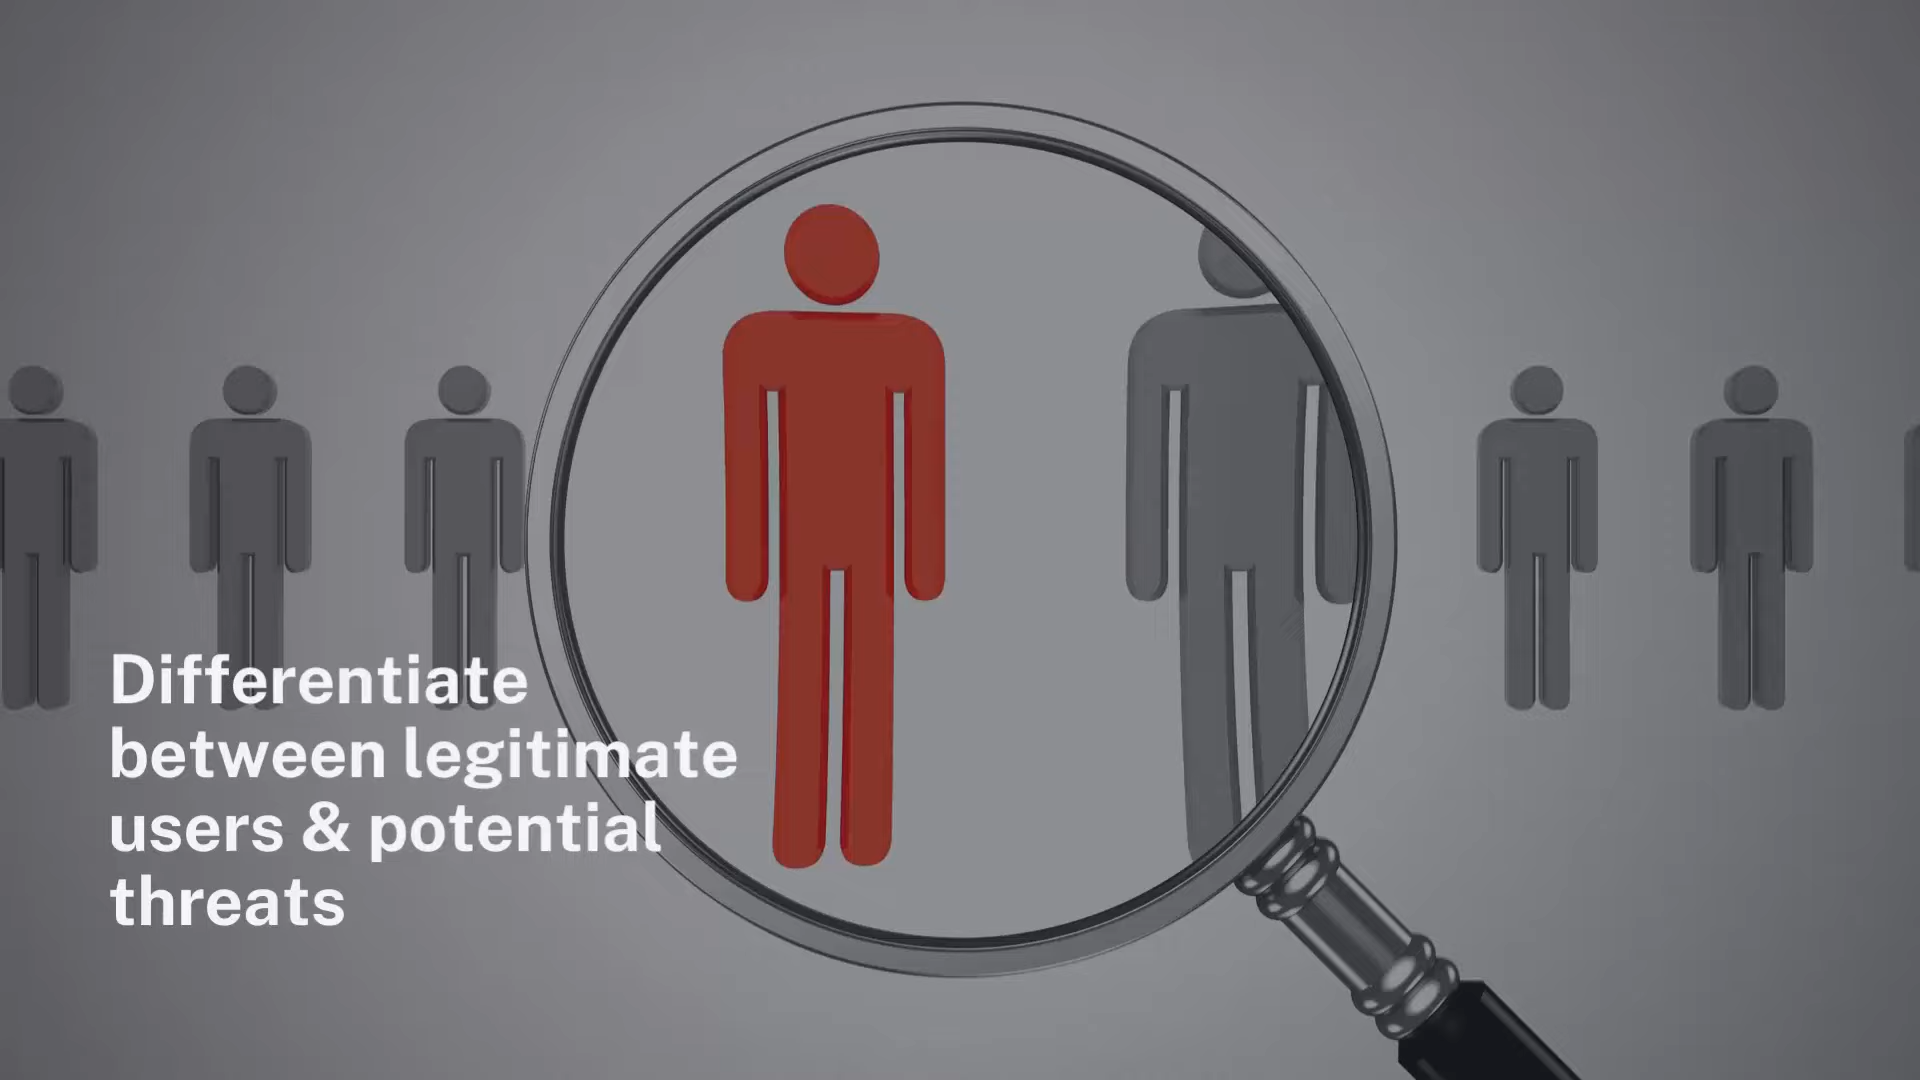 Differentiate
between legitimate
users & potential
threats